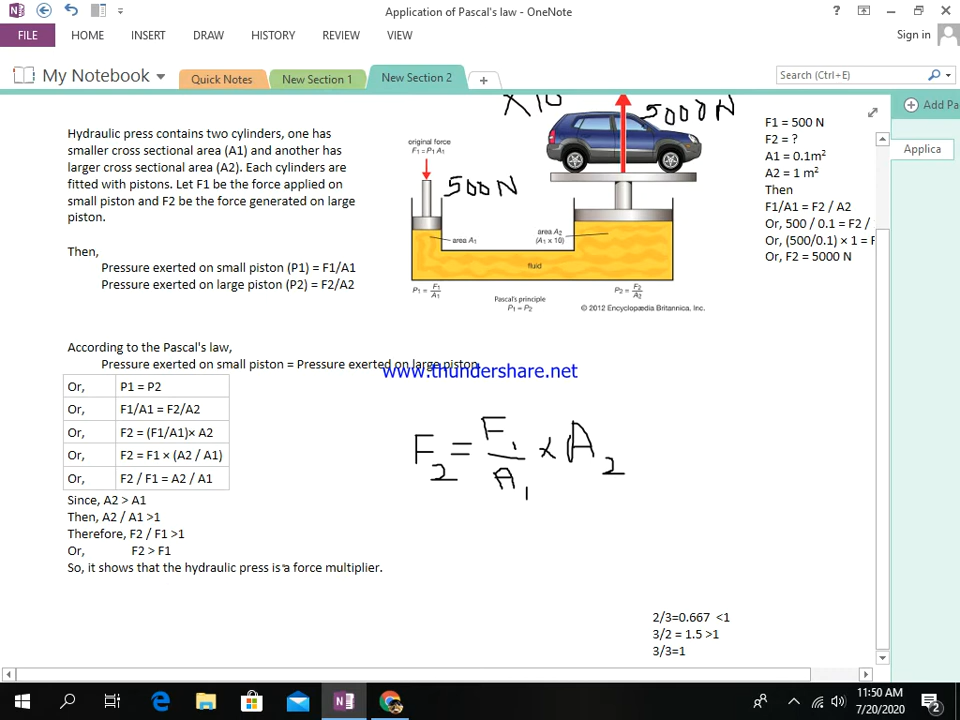 Application of Pascal's law - OneNote
?
FILE HOME INSERT DRAW HISTORY REVIEW VIEW
Sign in
My Notebook
Quick Notes
New Section 1
New Section 2
+
Search (Ctrl+E)
Add Pa
Applica
Hydraulic press contains two cylinders, one has
smaller cross sectional area (A1) and another has
larger cross sectional area (A2). Each cylinders are
fitted with pistons. Let F1 be the force applied on
small piston and F2 be the force generated on large
piston.
Then,
Pressure exerted on small piston (P1) = F1/A1
Pressure exerted on large piston (P2) = F2/A2
X10
5000 N
original force
F₁ = P₁ A₁
500 N
area A₁
area A₂
(A₁ x 10)
fluid
P₁ = F₁/A₁
P₂ = F₂/A₂
Pascal's principle
P₁ = P₂
© 2012 Encyclopædia Britannica, Inc.
F1 = 500 N
F2 = ?
A1 = 0.1m²
A2 = 1 m²
Then
F1/A1 = F2 / A2
Or, 500 / 0.1 = F2 /
Or, (500/0.1) × 1 = F
Or, F2 = 5000 N
According to the Pascal's law,
Pressure exerted on small piston = Pressure exerted on large piston
www.thundershare.net
Or, P1 = P2
Or, F1/A1 = F2/A2
Or, F2 = (F1/A1)× A2
Or, F2 = F1 × (A2 / A1)
Or, F2 / F1 = A2 / A1
Since, A2 > A1
Then, A2 / A1 >1
Therefore, F2 / F1 >1
Or, F2 > F1
So, it shows that the hydraulic press is a force multiplier.
F₂ = F₁/A₁ × A₂
2/3=0.667 <1
3/2 = 1.5 >1
3/3=1
11:50 AM
7/20/2020
2